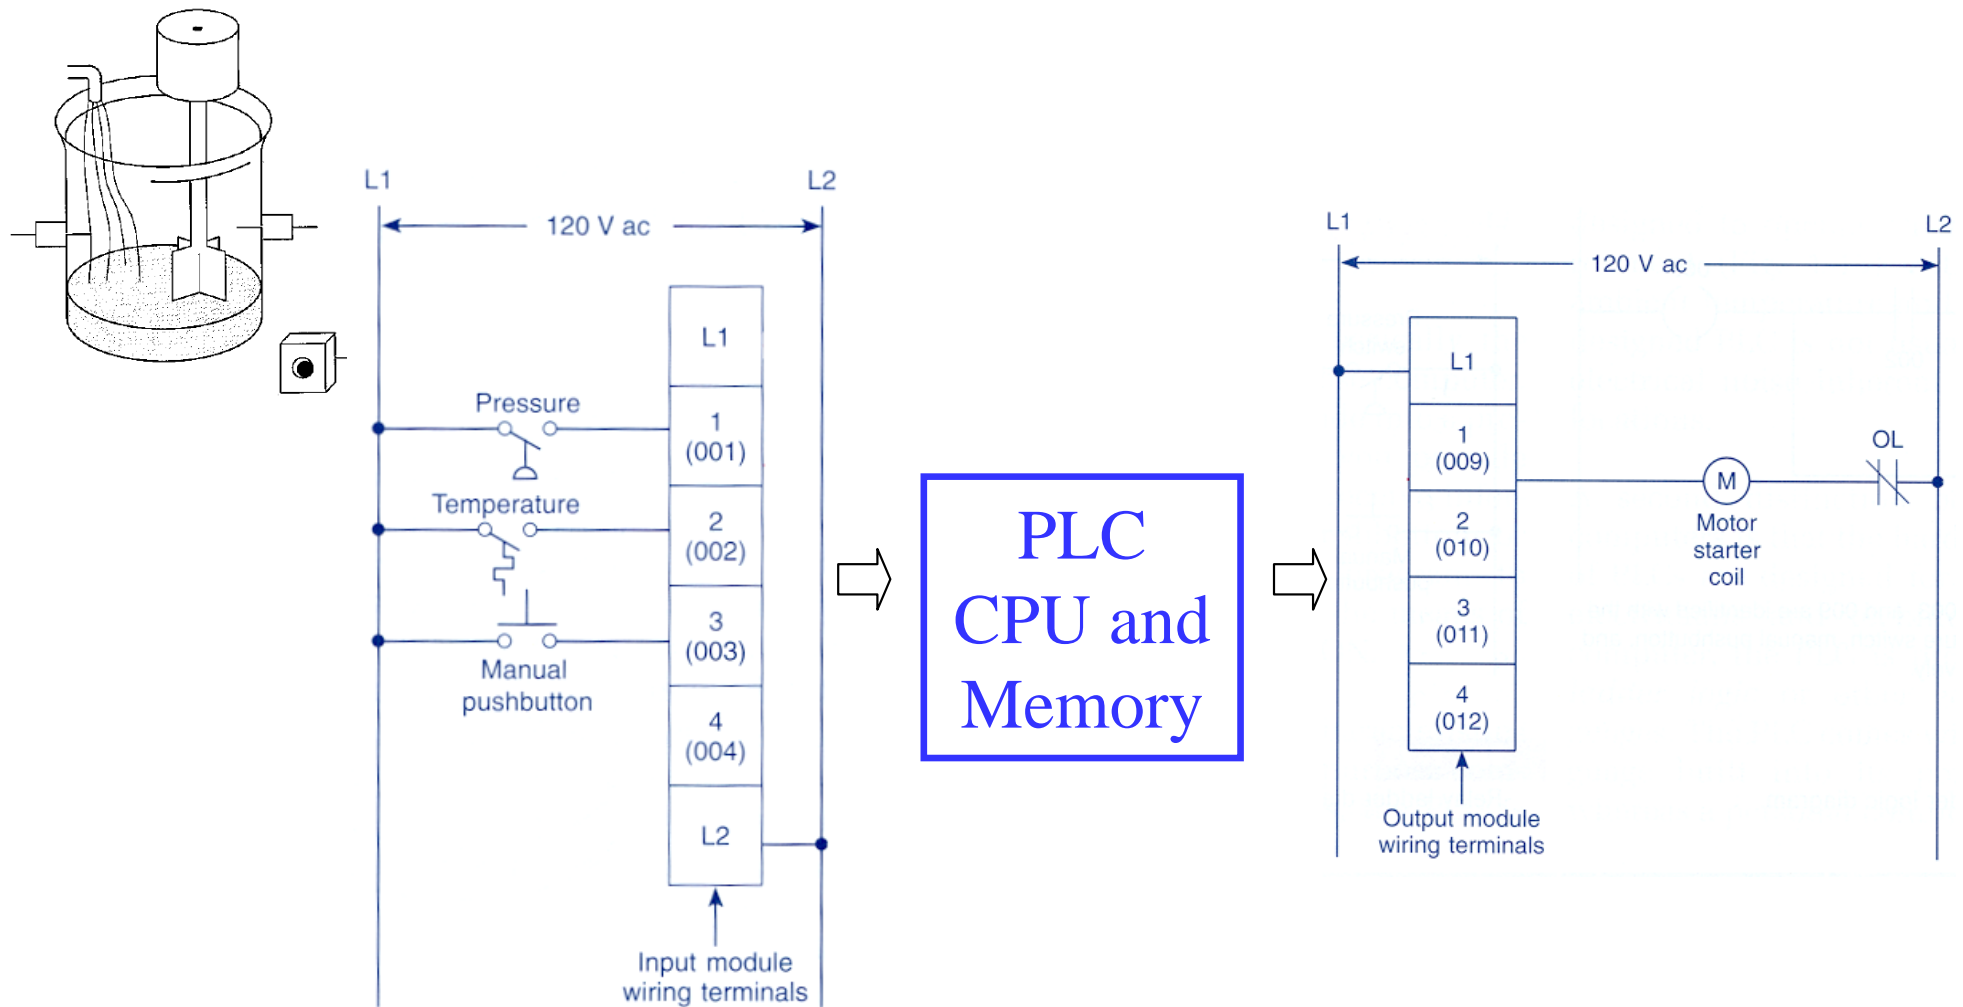 L1
L2
120 V ac
L1
Pressure
1
(001)
Temperature
2
(002)
3
(003)
Manual
pushbutton
4
(004)
L2
Input module
wiring terminals
PLC
CPU and
Memory
L1
L2
120 V ac
L1
1
(009)
OL
M
Motor
starter
coil
2
(010)
3
(011)
4
(012)
Output module
wiring terminals